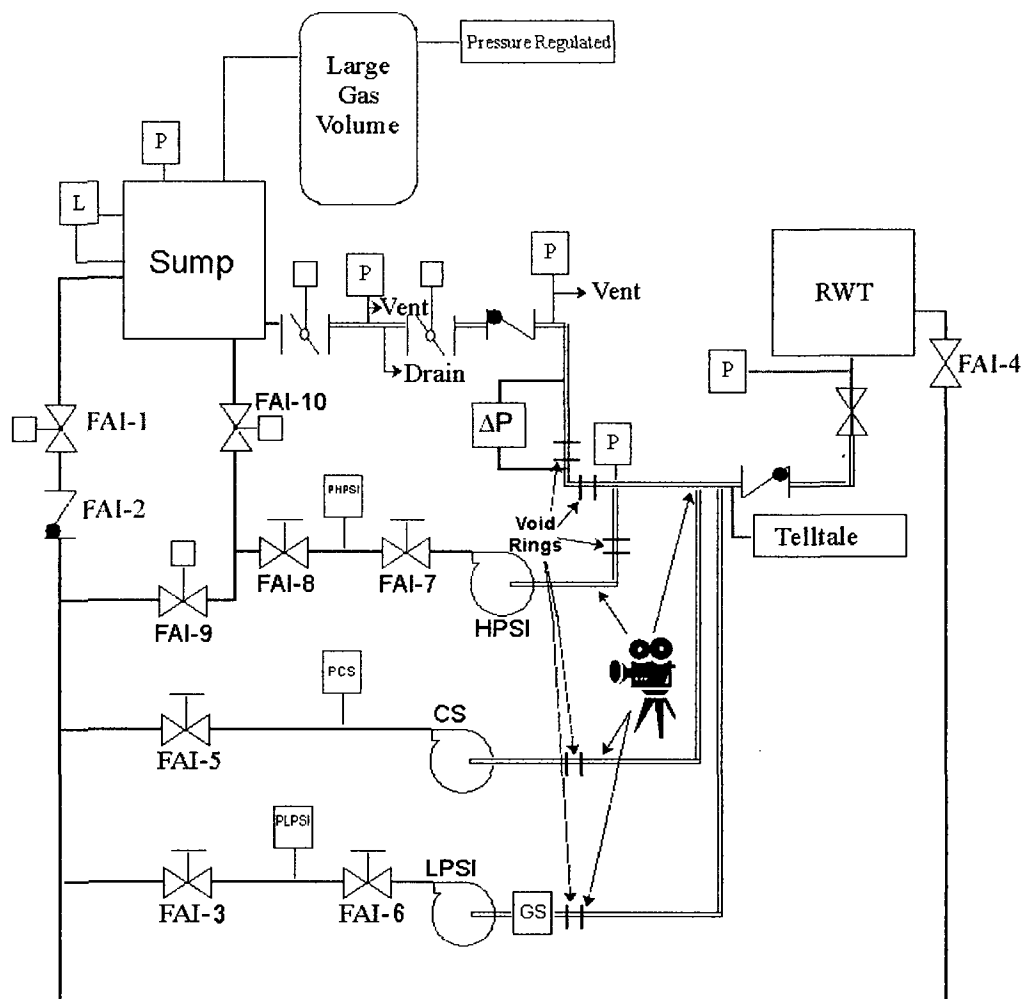 Pressure Regulated
Large
Gas
Volume
P
L
Sump
P
Vent
Drain
P
Vent
RWT
P
FAI-4
FAI-1
FAI-10
ΔP
P
FAI-2
PHPSI
Void
Rings
Telltale
FAI-8
FAI-7
FAI-9
HPSI
PCS
CS
FAI-5
PLPSI
LPSI
FAI-3
FAI-6
GS